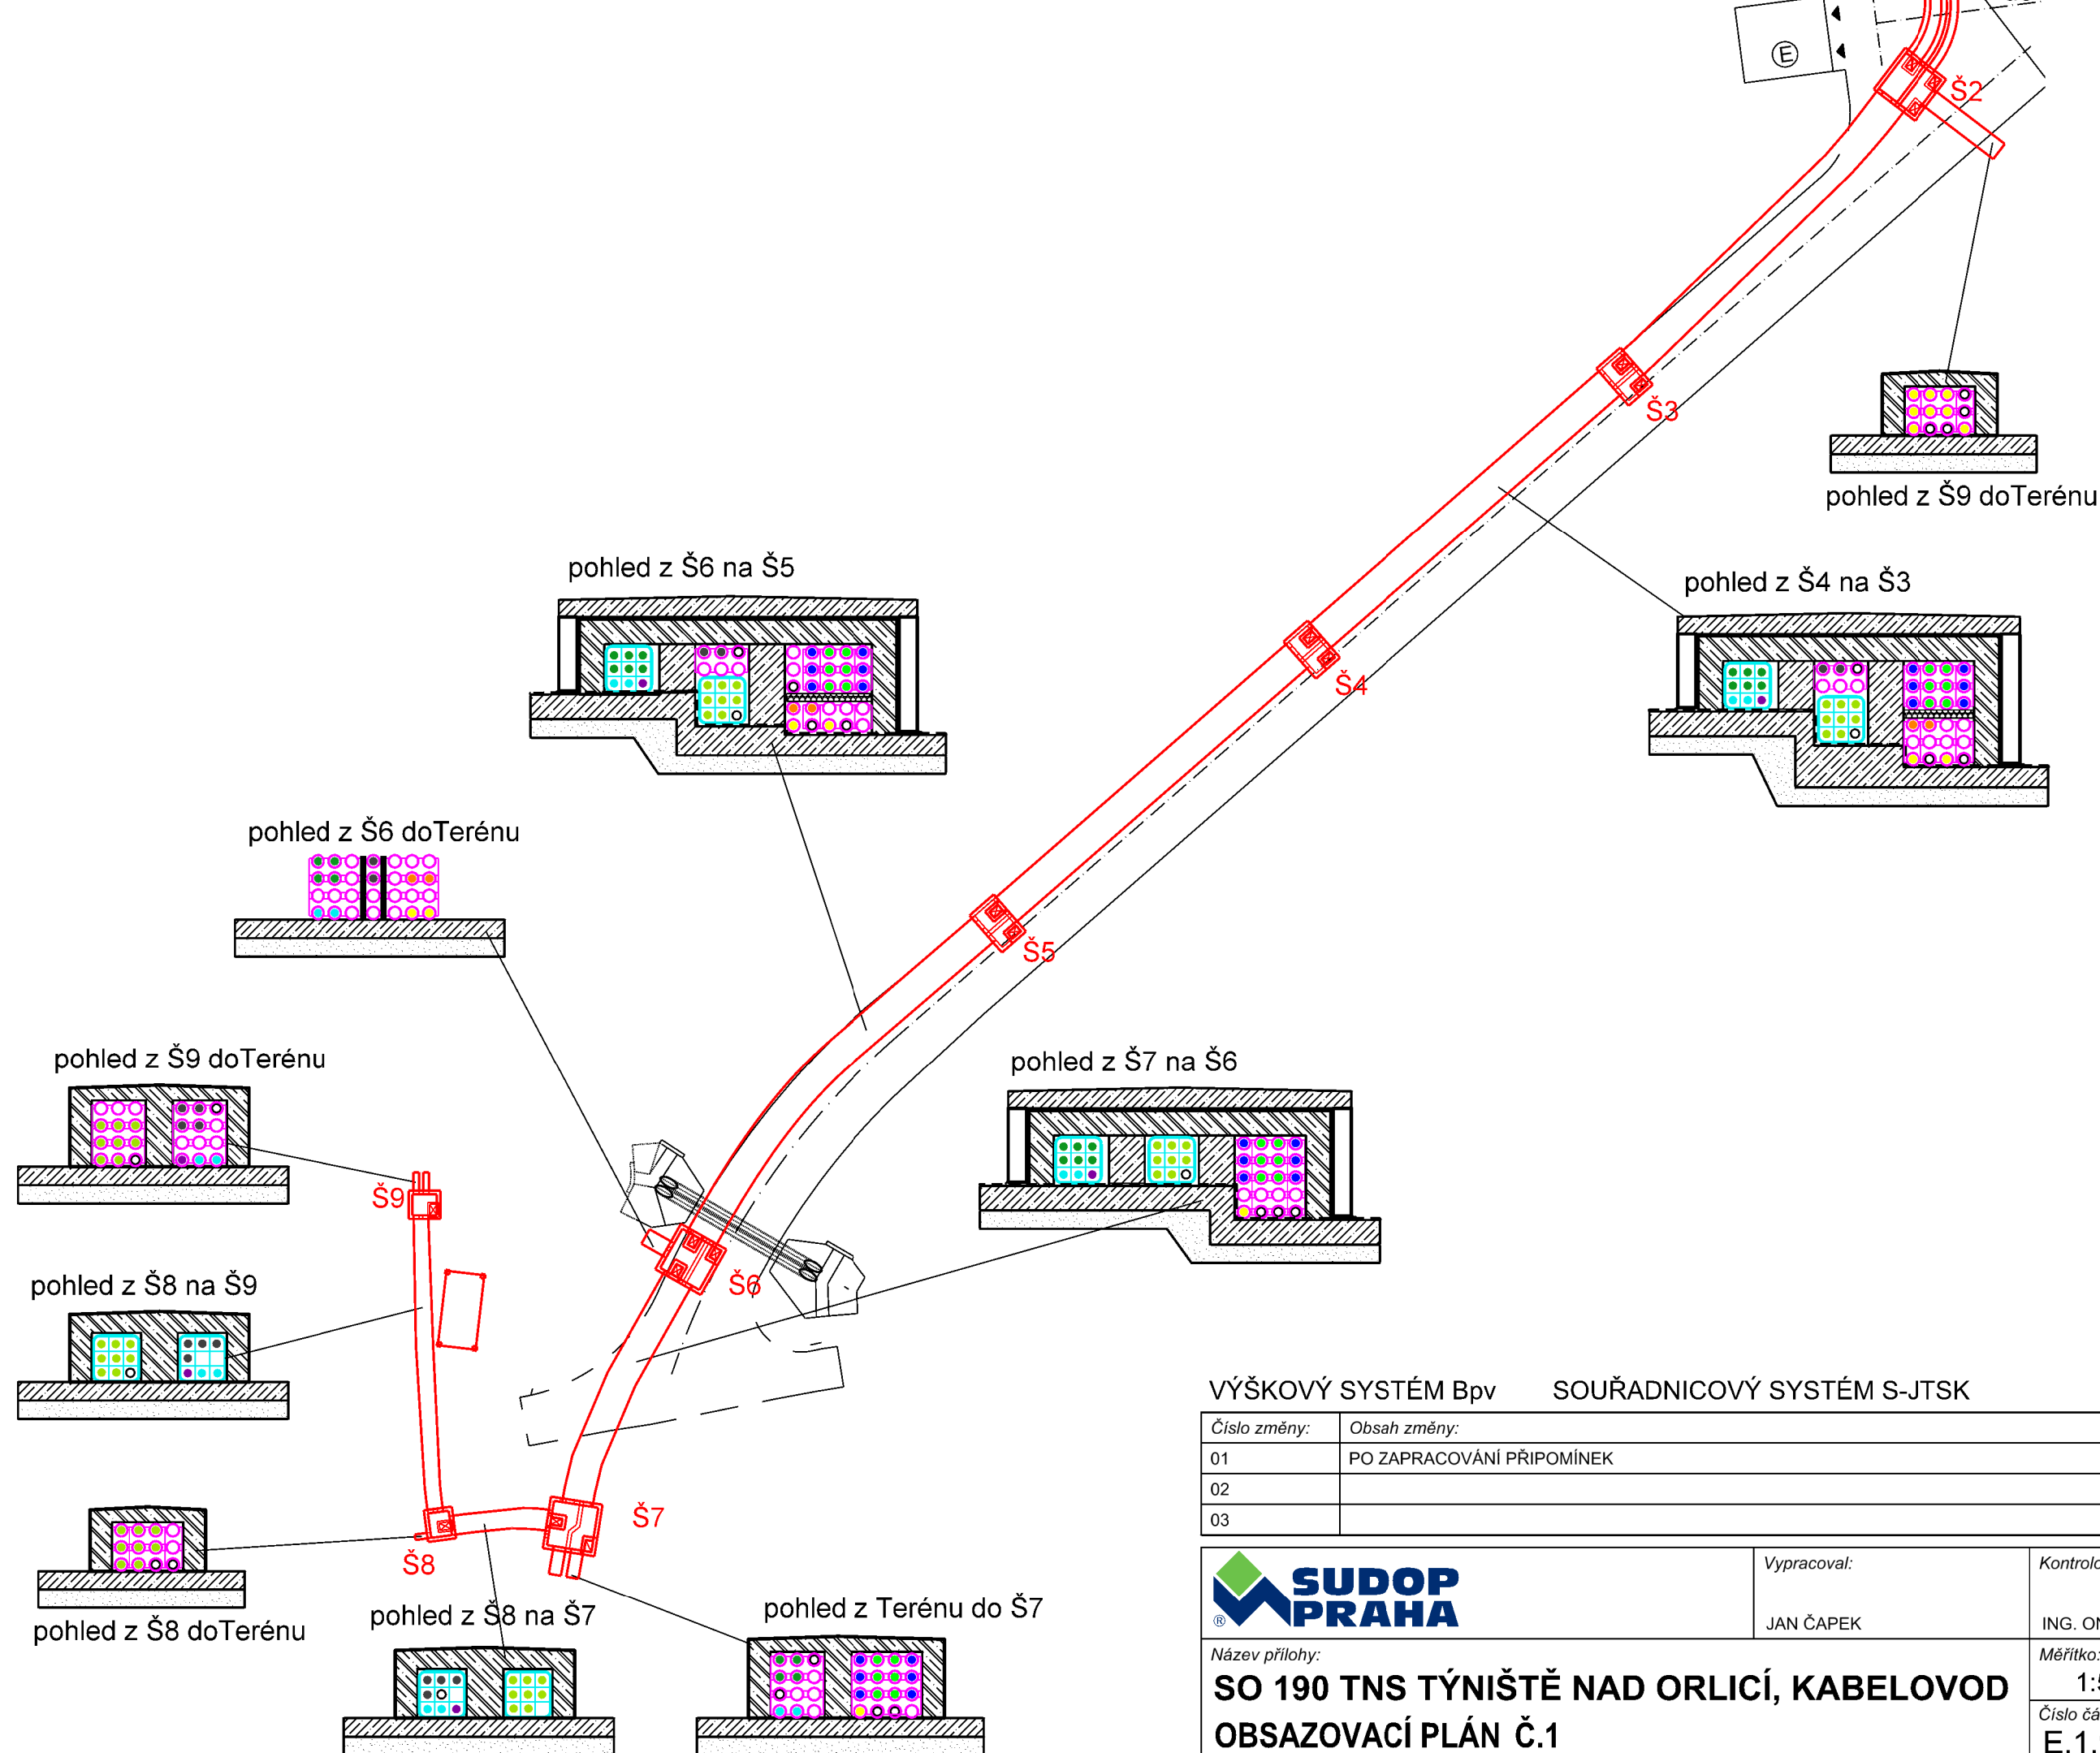 E
Š2
Š3
pohled z Š9 doTerénu
pohled z Š6 na Š5
pohled z Š4 na Š3
Š4
pohled z Š6 doTerénu
Š5
pohled z Š9 doTerénu
pohled z Š7 na Š6
Š9
Š6
pohled z Š8 na Š9
VÝŠKOVÝ SYSTÉM Bpv SOUŘADNICOVÝ SYSTÉM S-JTSK
Číslo změny: Obsah změny:
01 PO ZAPRACOVÁNÍ PŘIPOMÍNEK
02
03
Š7
Š8
pohled z Š8 doTerénu
pohled z Š8 na Š7
pohled z Terénu do Š7
SUDOP
PRAHA
®
Vypracoval:
JAN ČAPEK
ING.
Název přílohy:
Měřítko:
SO 190 TNS TÝNIŠTĚ NAD ORLICÍ, KABELOVOD
OBSAZOVACÍ PLÁN Č.1
Číslo
E.1.